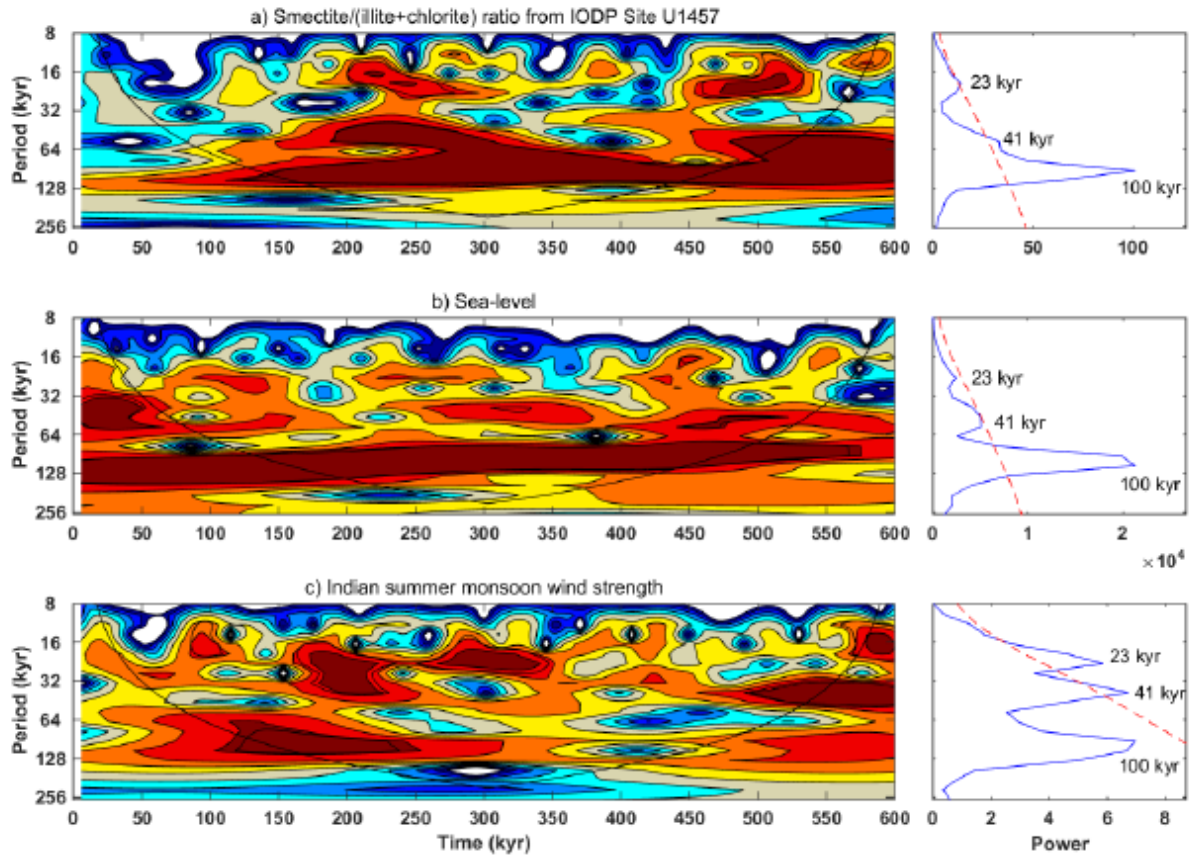 a) Smectite/(illite+chlorite) ratio from IODP Site U1457
Period (kyr)
8
16
32
64
128
256
0 50 100 150 200 250 300 350 400 450 500 550 600
23 kyr
41 kyr
100 kyr
0 50 100
b) Sea-level
Period (kyr)
8
16
32
64
128
256
0 50 100 150 200 250 300 350 400 450 500 550 600
23 kyr
41 kyr
100 kyr
0 1 2
× 10^4
c) Indian summer monsoon wind strength
Period (kyr)
8
16
32
64
128
256
0 50 100 150 200 250 300 350 400 450 500 550 600
Time (kyr)
23 kyr
41 kyr
100 kyr
0 2 4 6 8
Power